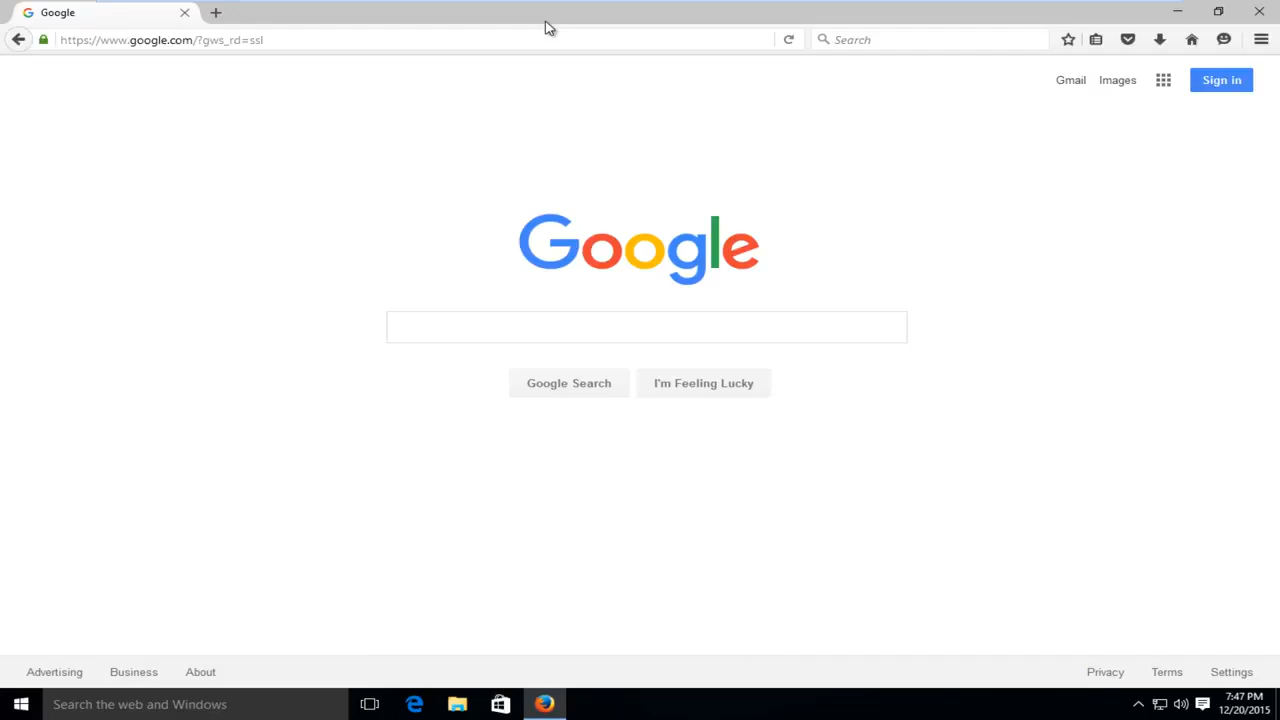 Google
https://www.google.com/?gws_rd=ssl
Search
Gmail Images Sign in
Google
Google Search I'm Feeling Lucky
Advertising Business About Privacy Terms Settings
Search the web and Windows
7:47 PM
12/20/2015